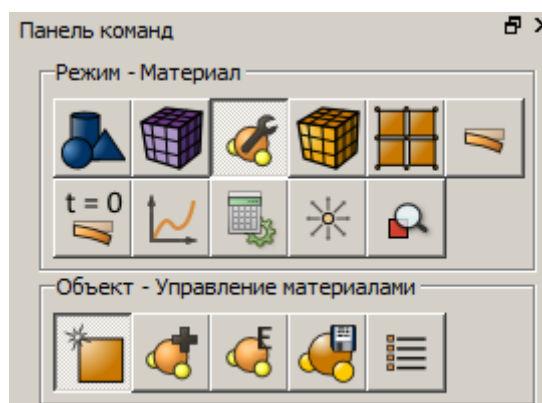 Панель команд
Режим - Материал
t = 0
Объект - Управление материалами
E